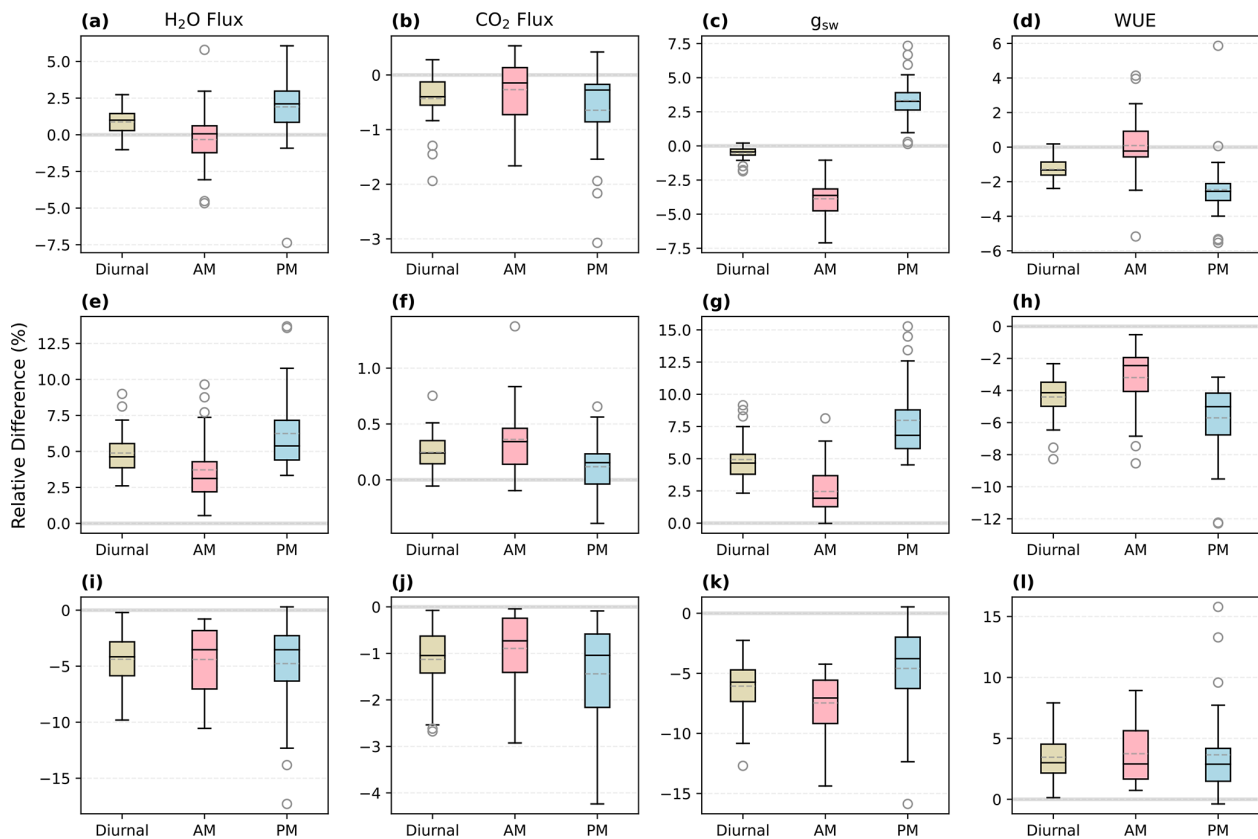 (a) H₂O Flux
(b) CO₂ Flux
(c) g_sw
(d) WUE
5.0
2.5
0.0
−2.5
−5.0
−7.5
Diurnal AM PM
0
−1
−2
−3
Diurnal AM PM
7.5
5.0
2.5
0.0
−2.5
−5.0
−7.5
Diurnal AM PM
6
4
2
0
−2
−4
−6
Diurnal AM PM
Relative Difference (%)
(e)
12.5
10.0
7.5
5.0
2.5
0.0
Diurnal AM PM
(f)
1.0
0.5
0.0
Diurnal AM PM
(g)
15.0
12.5
10.0
7.5
5.0
2.5
0.0
Diurnal AM PM
(h)
0
−2
−4
−6
−8
−10
−12
Diurnal AM PM
(i)
0
−5
−10
−15
Diurnal AM PM
(j)
0
−1
−2
−3
−4
Diurnal AM PM
(k)
0
−5
−10
−15
Diurnal AM PM
(l)
15
10
5
0
Diurnal AM PM